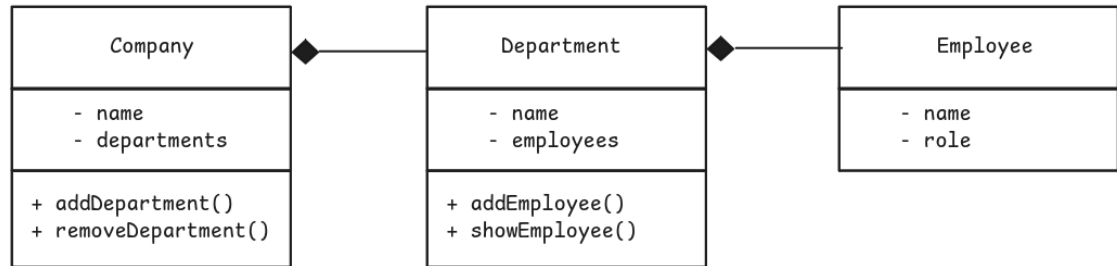 Company
- name
- departments
+ addDepartment()
+ removeDepartment()
Department
- name
- employees
+ addEmployee()
+ showEmployee()
Employee
- name
- role